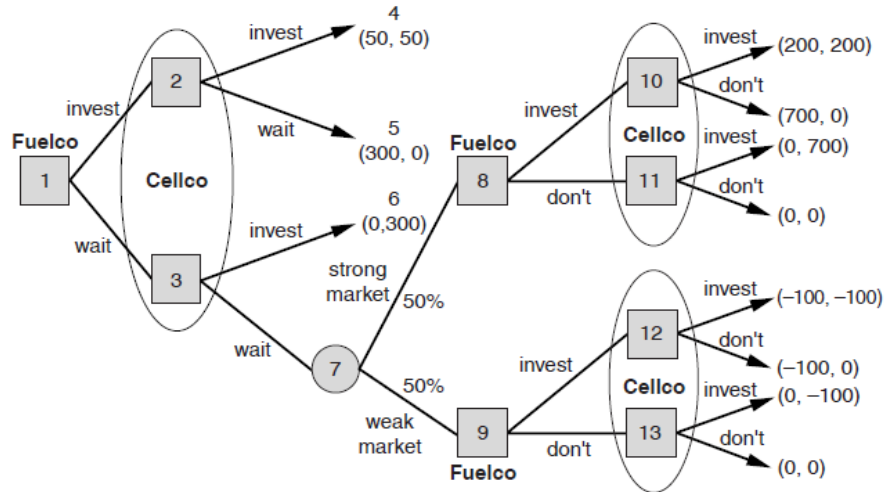 4
(50, 50)
invest
2
invest
wait
5
(300, 0)
Fuelco
1
Cellco
6
(0,300)
wait
invest
3
wait
strong
market
50%
7
50%
weak
market
Fuelco
8
invest
don't
10
invest
(200, 200)
don't
(700, 0)
Cellco
invest
(0, 700)
11
don't
(0, 0)
9
Fuelco
invest
don't
12
invest
(–100, –100)
don't
(–100, 0)
Cellco
invest
(0, –100)
13
don't
(0, 0)